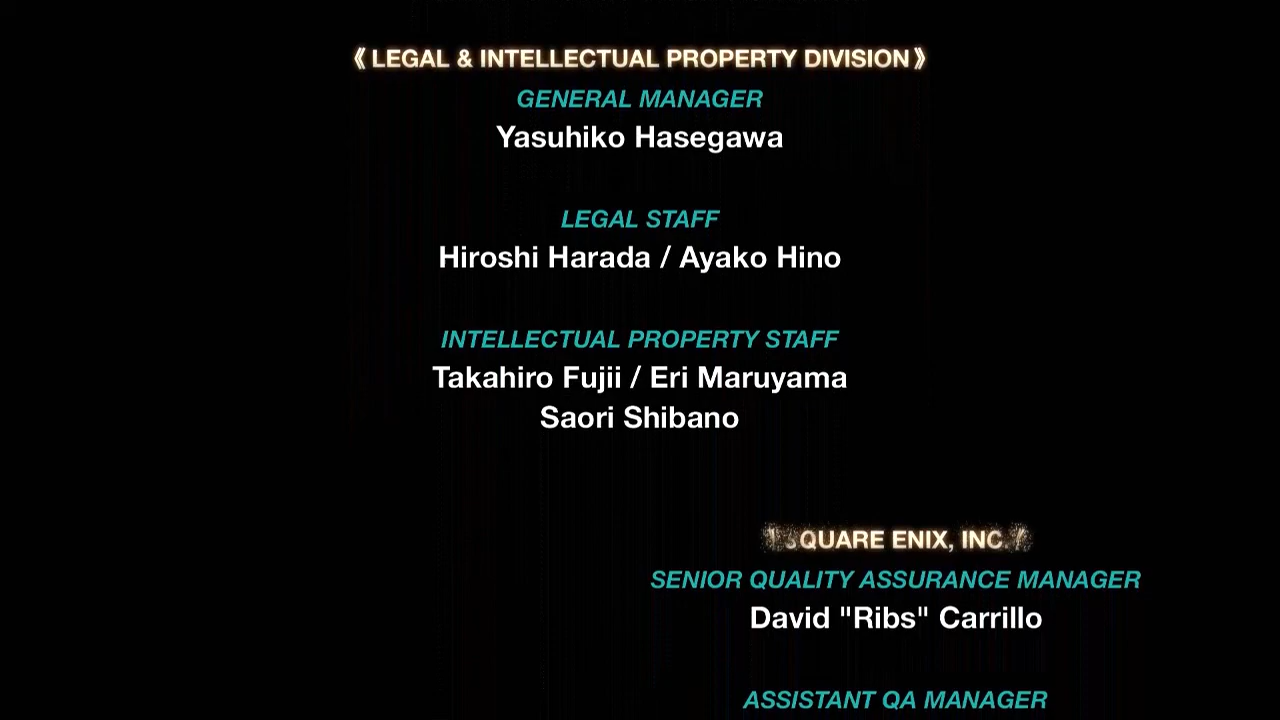 《LEGAL & INTELLECTUAL PROPERTY DIVISION》
GENERAL MANAGER
Yasuhiko Hasegawa
LEGAL STAFF
Hiroshi Harada / Ayako Hino
INTELLECTUAL PROPERTY STAFF
Takahiro Fujii / Eri Maruyama
Saori Shibano
SQUARE ENIX, INC.
SENIOR QUALITY ASSURANCE MANAGER
David "Ribs" Carrillo
ASSISTANT QA MANAGER